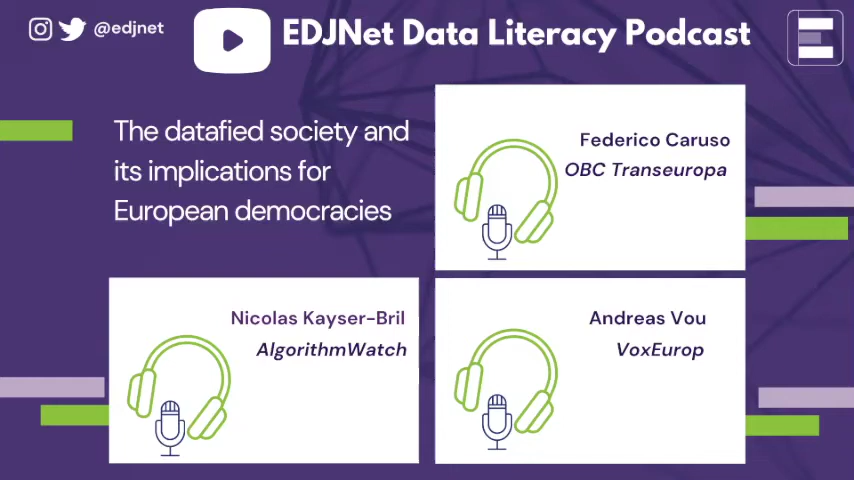 @edjnet
EDJNet Data Literacy Podcast
The datafied society and
its implications for
European democracies
Federico Caruso
OBC Transeuropa
Nicolas Kayser-Bril
AlgorithmWatch
Andreas Vou
VoxEurop